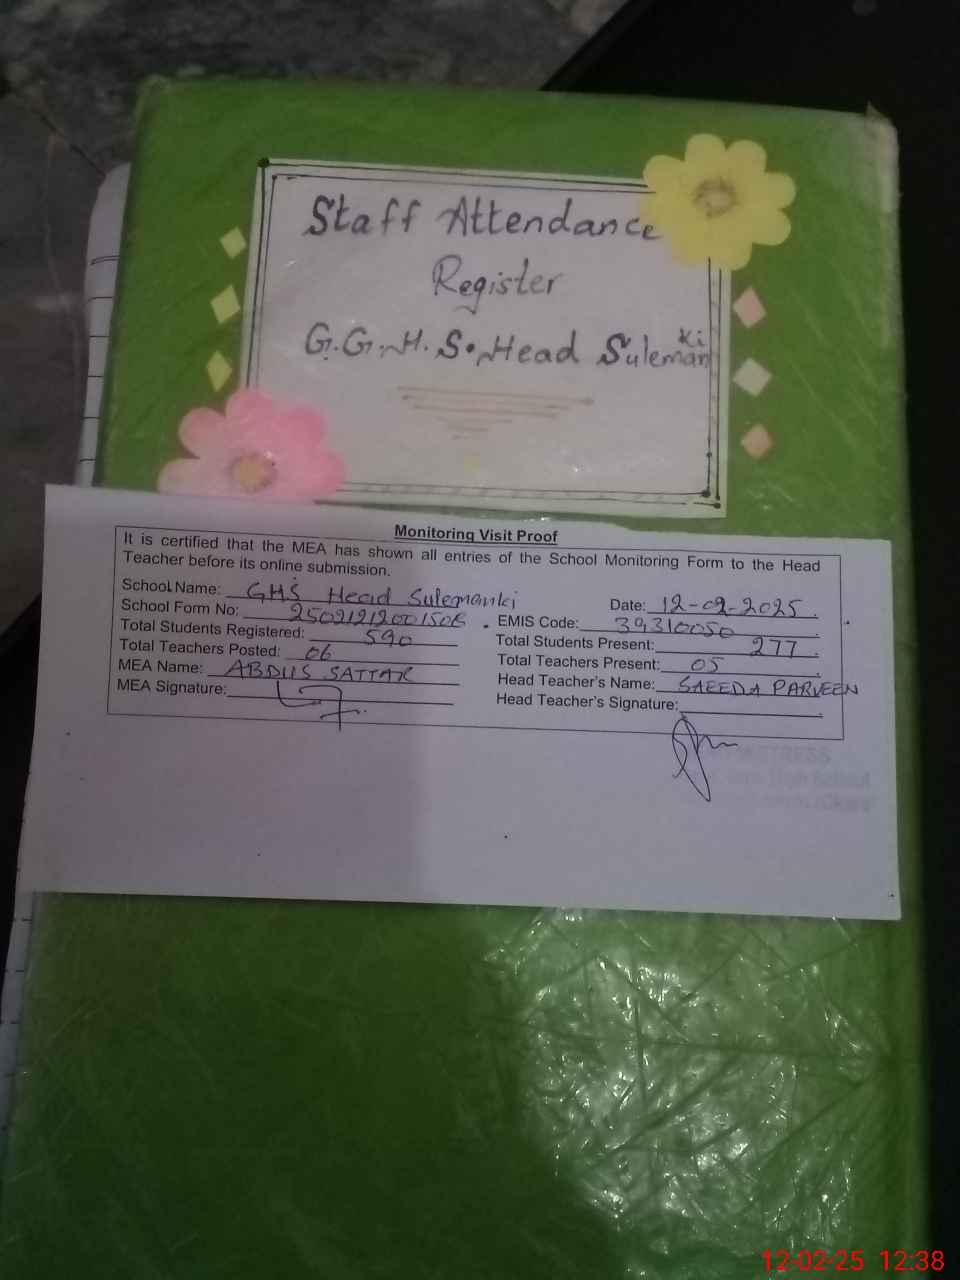 Staff Attendance
Register
G.G.H.S. Head Sulemanki
Monitoring Visit Proof
It is certified that the MEA has shown all entries of the School Monitoring Form to the Head
Teacher before its online submission.
School Name: GHS Head Sulemanki Date: 12-02-2025
School Form No: EMIS Code: 39310050
Total Students Registered: 590 Total Students Present: 277
Total Teachers Posted: 06 Total Teachers Present: 05
MEA Name: ABDUS SATTAR Head Teacher's Name: SAEEDA PARVEEN
MEA Signature: Head Teacher's Signature:
12-02-25 12:38